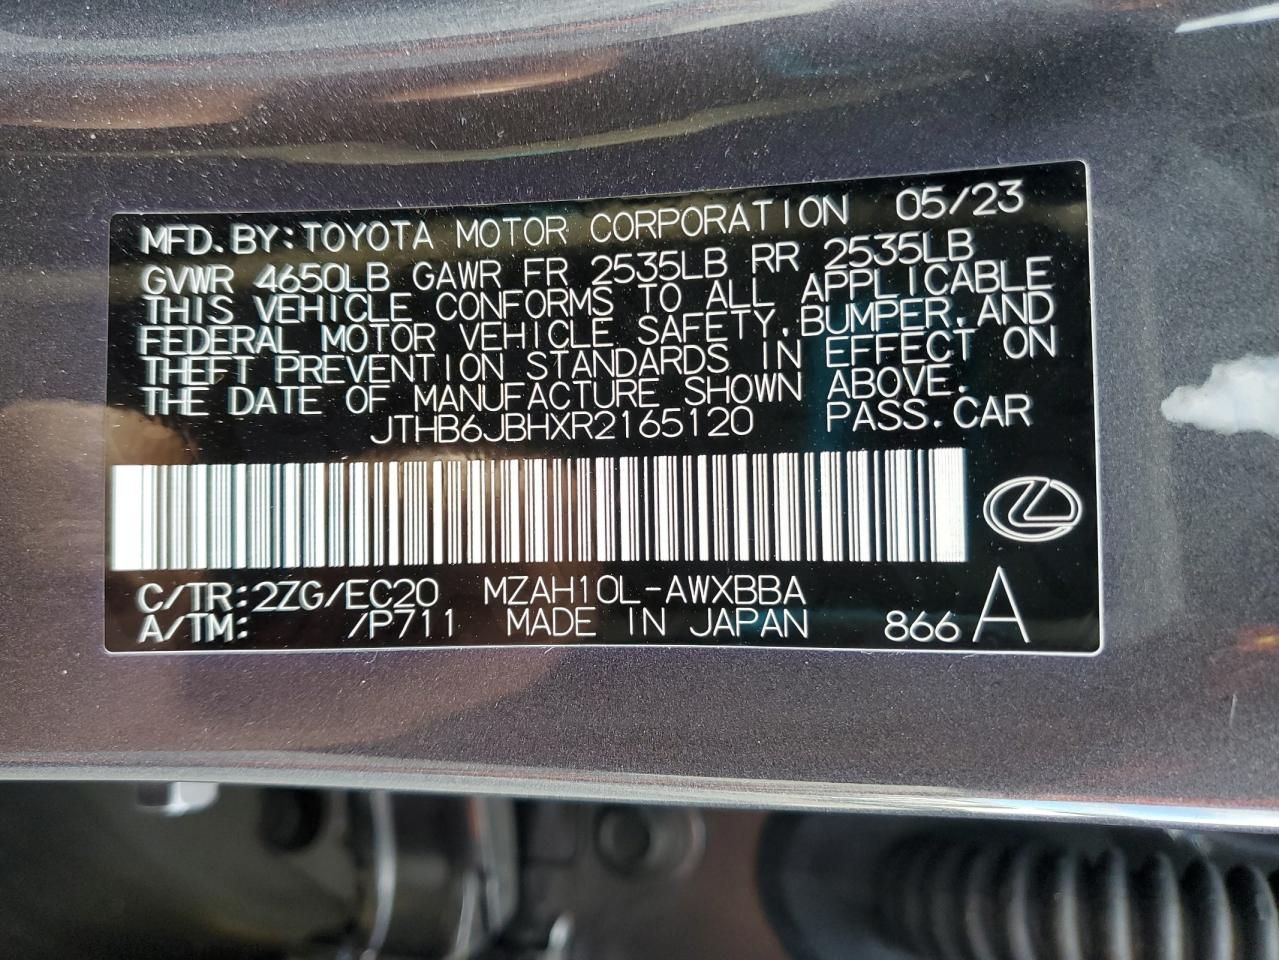 MFD.BY:TOYOTA MOTOR CORPORATION 05/23
GVWR 4650LB GAWR FR 2535LB RR 2535LB
THIS VEHICLE CONFORMS TO ALL APPLICABLE
FEDERAL MOTOR VEHICLE SAFETY,BUMPER,AND
THEFT PREVENTION STANDARDS IN EFFECT ON
THE DATE OF MANUFACTURE SHOWN ABOVE.
JTHB6JBHXR2165120 PASS.CAR
C/TR:2ZG/EC20 MZAH10L-AWXBBA
A/TM: /P711 MADE IN JAPAN 866 A